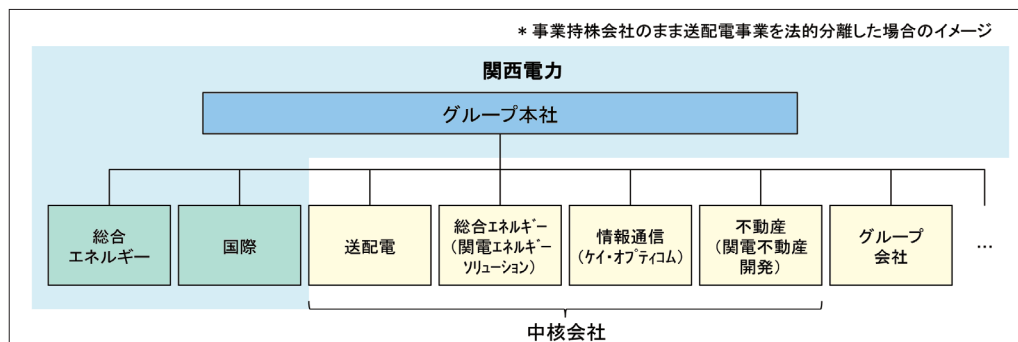 * 事業持株会社のまま送配電事業を法的分離した場合のイメージ
関西電力
グループ本社
総合
エネルギー
国際
送配電
総合ｴﾈﾙｷﾞｰ
(関電ｴﾈﾙｷﾞｰ
ｿﾘｭｰｼｮﾝ)
情報通信
(ｹｲ･ｵﾌﾟﾃｨｺﾑ)
不動産
(関電不動産
開発)
グループ
会社
…
中核会社